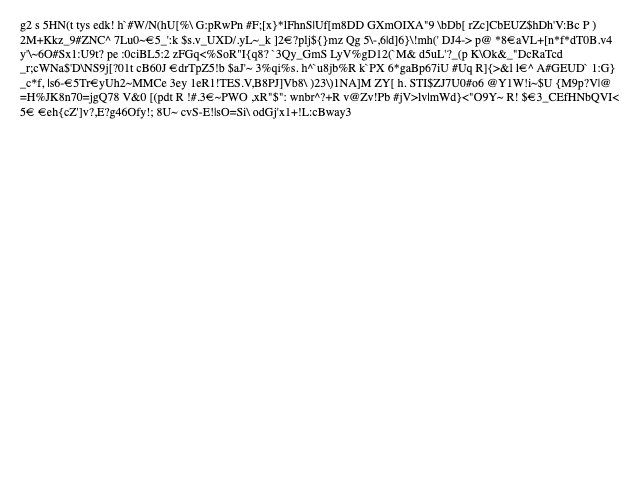 g2 s 5HN(t tys edk! h`#W/N(hU[%\ G:pRwPn #F;[x}*lFhnS|Uf[m8DD GXmOIXA"9 \bDb[ rZc]CbEUZ$hDh'V:Bc P )
2M+Kkz_9#ZNC^ 7Lu0~€5_':k $s.v_UXD/.yL~_k ]2€?plj${}mz Qg 5\-,6|d]6}\!mh(' DJ4-> p@ *8€aVL+[n*f*dT0B.v4
y'\~6O#Sx1:U9t? pe :0ciBL5:2 zFGq<%SoR"I{q8? `3Qy_GmS LyV%gD12(`M& d5uL'?_(p K\Ok&_"DcRaTcd
_r;cWNa$'D\NS9j[?01t cB60J €drTpZ5!b $aJ'~ 3%qi%s. h^`u8jb%R k`PX 6*gaBp67iU #Uq R]{>&l l€^ A#GEUD` 1:G}
_c*f, |s6-€5Tr€yUh2~MMCe 3ey 1eR1!TES.V,B8PJ]Vb8\ )23\)1NA]M ZY[ h. STI$ZJ7U0#o6 @Y1W!i~$U {M9p?V|@
=H%JK8n70=jgQ78 V&0 [(pdt R !#.3€~PWO ,xR"$": wnbr^?+R v@Zv!Pb #jV>lv|mWd}<"O9Y~ R! $€3_CEfHNbQVI<
5€ €eh{cZ']v?,E?g46Ofy!; 8U~ cvS-E!|sO=Si\ odGj'x1+!L:cBway3